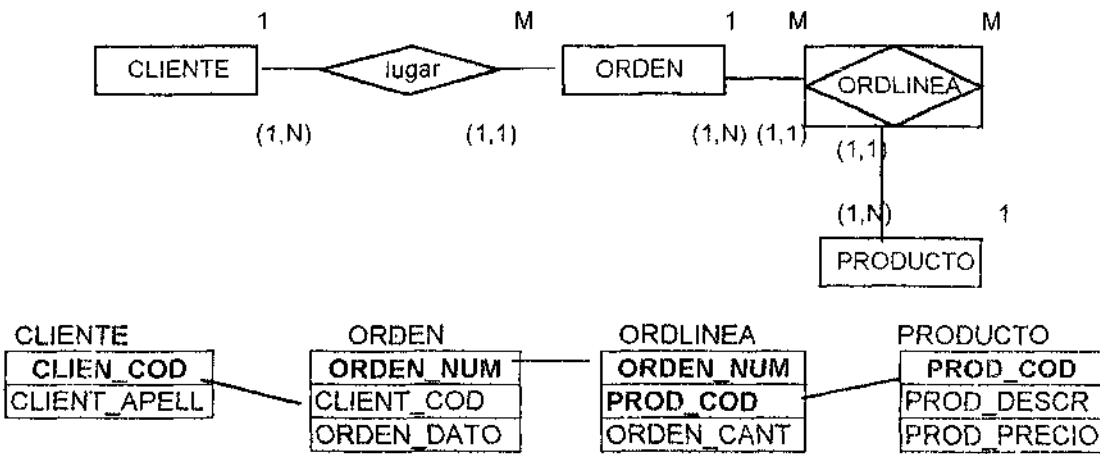 1 M 1 M M
CLIENTE lugar ORDEN ORDLINEA
(1,N) (1,1) (1,N) (1,1) (1,1)
(1,N) 1
PRODUCTO
CLIENTE ORDEN ORDLINEA PRODUCTO
CLIEN_COD ORDEN_NUM ORDEN_NUM PROD_COD
CLIENT_APELL CLIENT_COD PROD_COD PROD_DESCR
ORDEN_DATO ORDEN_CANT PROD_PRECIO